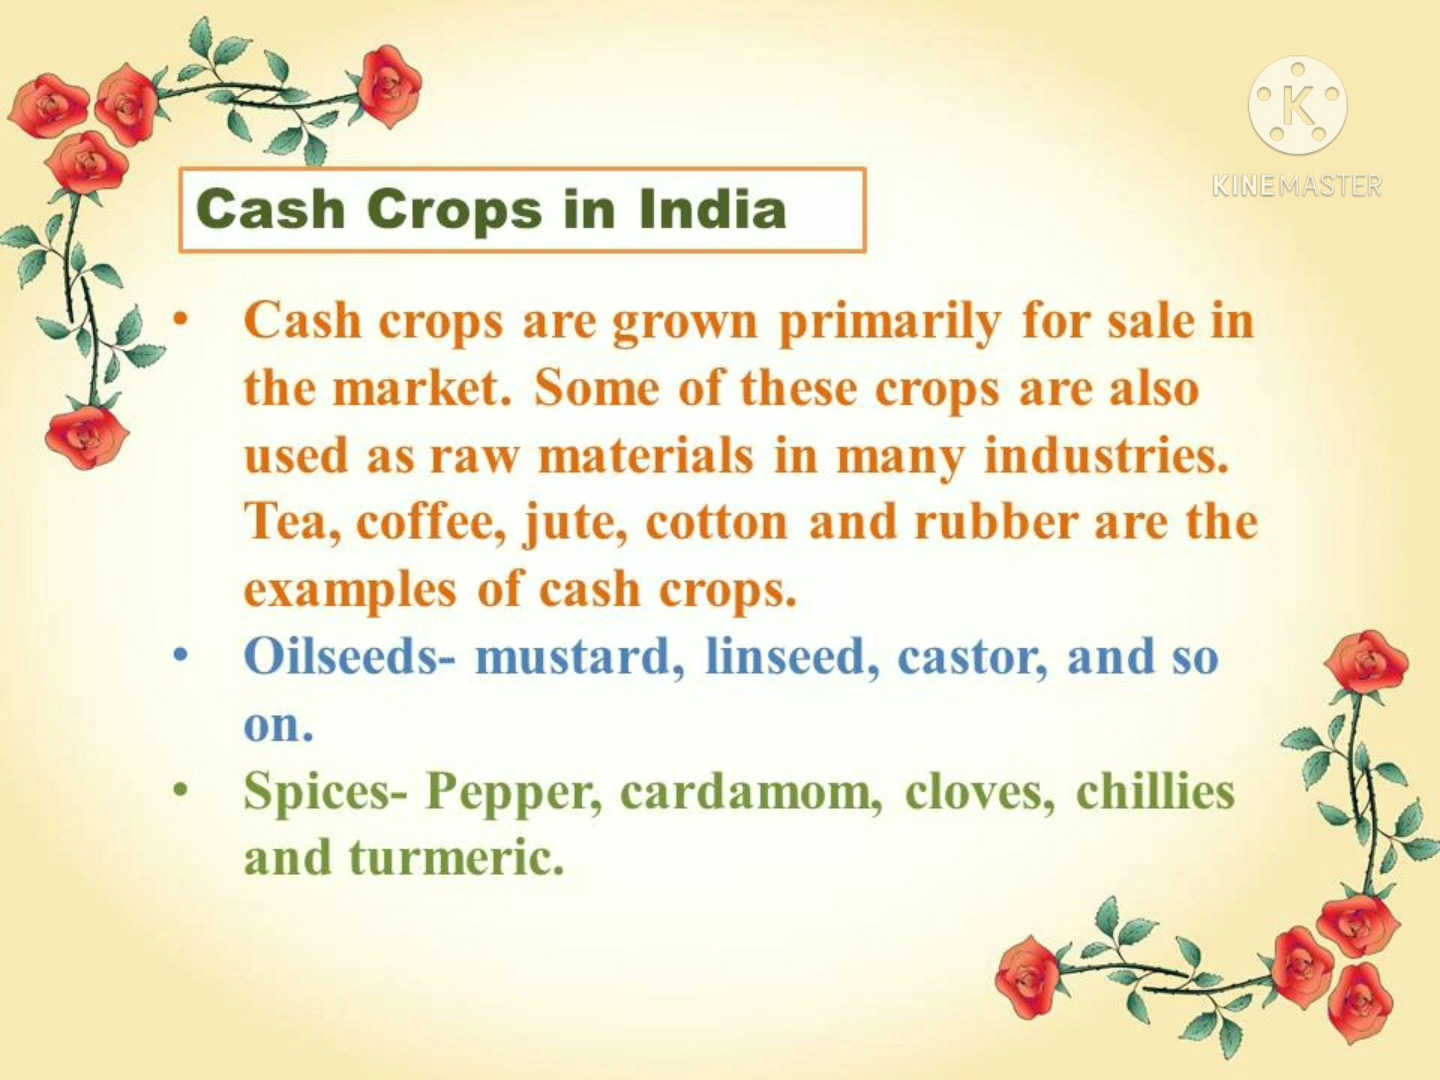 K
KINEMASTER
Cash Crops in India
• Cash crops are grown primarily for sale in
the market. Some of these crops are also
used as raw materials in many industries.
Tea, coffee, jute, cotton and rubber are the
examples of cash crops.
• Oilseeds- mustard, linseed, castor, and so
on.
• Spices- Pepper, cardamom, cloves, chillies
and turmeric.